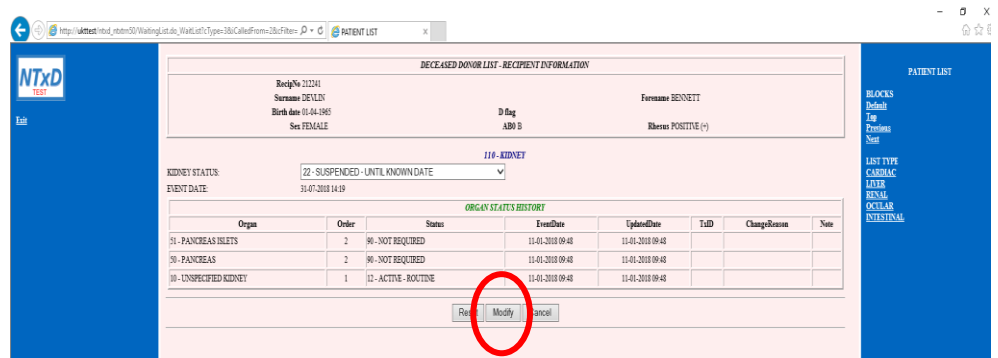 http://ukttest/ntxd_ntxtm50/WaitingList.do_WaitList?cType=3&iCalledFrom=2&cFilter=
PATIENT LIST
NTxD
TEST
Exit
DECEASED DONOR LIST - RECIPIENT INFORMATION
RecipNo 212241
Surname DEVLIN Forename BENNETT
Birth date 01-04-1965 D flag
Sex FEMALE AB0 B Rhesus POSITIVE (+)
110 - KIDNEY
KIDNEY STATUS: 22 - SUSPENDED - UNTIL KNOWN DATE
EVENT DATE: 31-07-2018 14:19
ORGAN STATUS HISTORY
Organ Order Status EventDate UpdatedDate TxID ChangeReason Note
51 - PANCREAS ISLETS 2 90 - NOT REQUIRED 11-01-2018 09:48 11-01-2018 09:48
50 - PANCREAS 2 90 - NOT REQUIRED 11-01-2018 09:48 11-01-2018 09:48
10 - UNSPECIFIED KIDNEY 1 12 - ACTIVE - ROUTINE 11-01-2018 09:48 11-01-2018 09:48
Modify
PATIENT LIST
BLOCKS
Default
Top
Previous
Next
LIST TYPE
CARDIAC
LIVER
RENAL
OCULAR
INTESTINAL